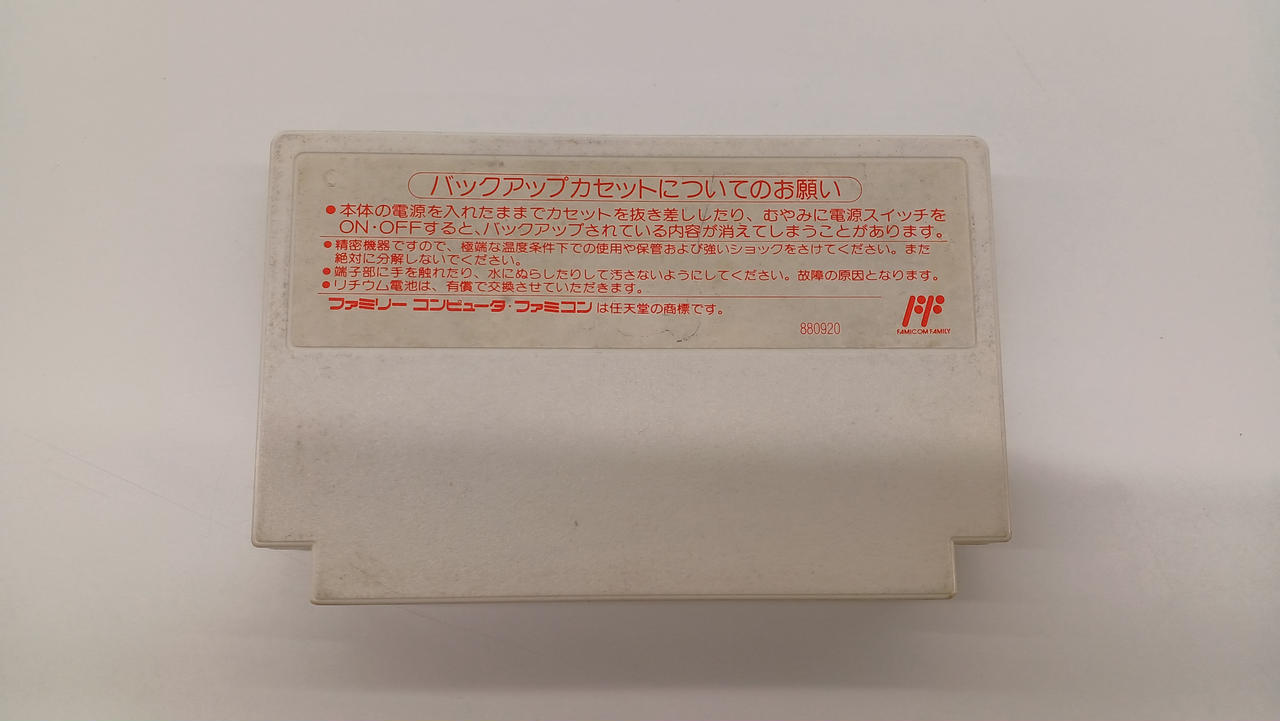 バックアップカセットについてのお願い
●本体の電源を入れたままでカセットを抜き差ししたり、むやみに電源スイッチを
ON・OFFすると、バックアップされている内容が消えてしまうことがあります。
●精密機器ですので、極端な温度条件下での使用や保管および強いショックをさけてください。また
絶対に分解しないでください。
●端子部に手を触れたり、水にぬらしたりして汚さないようにしてください。故障の原因となります。
●リチウム電池は、有償で交換させていただきます。
ファミリーコンピュータ・ファミコンは任天堂の商標です。
880920
FAMICOM FAMILY